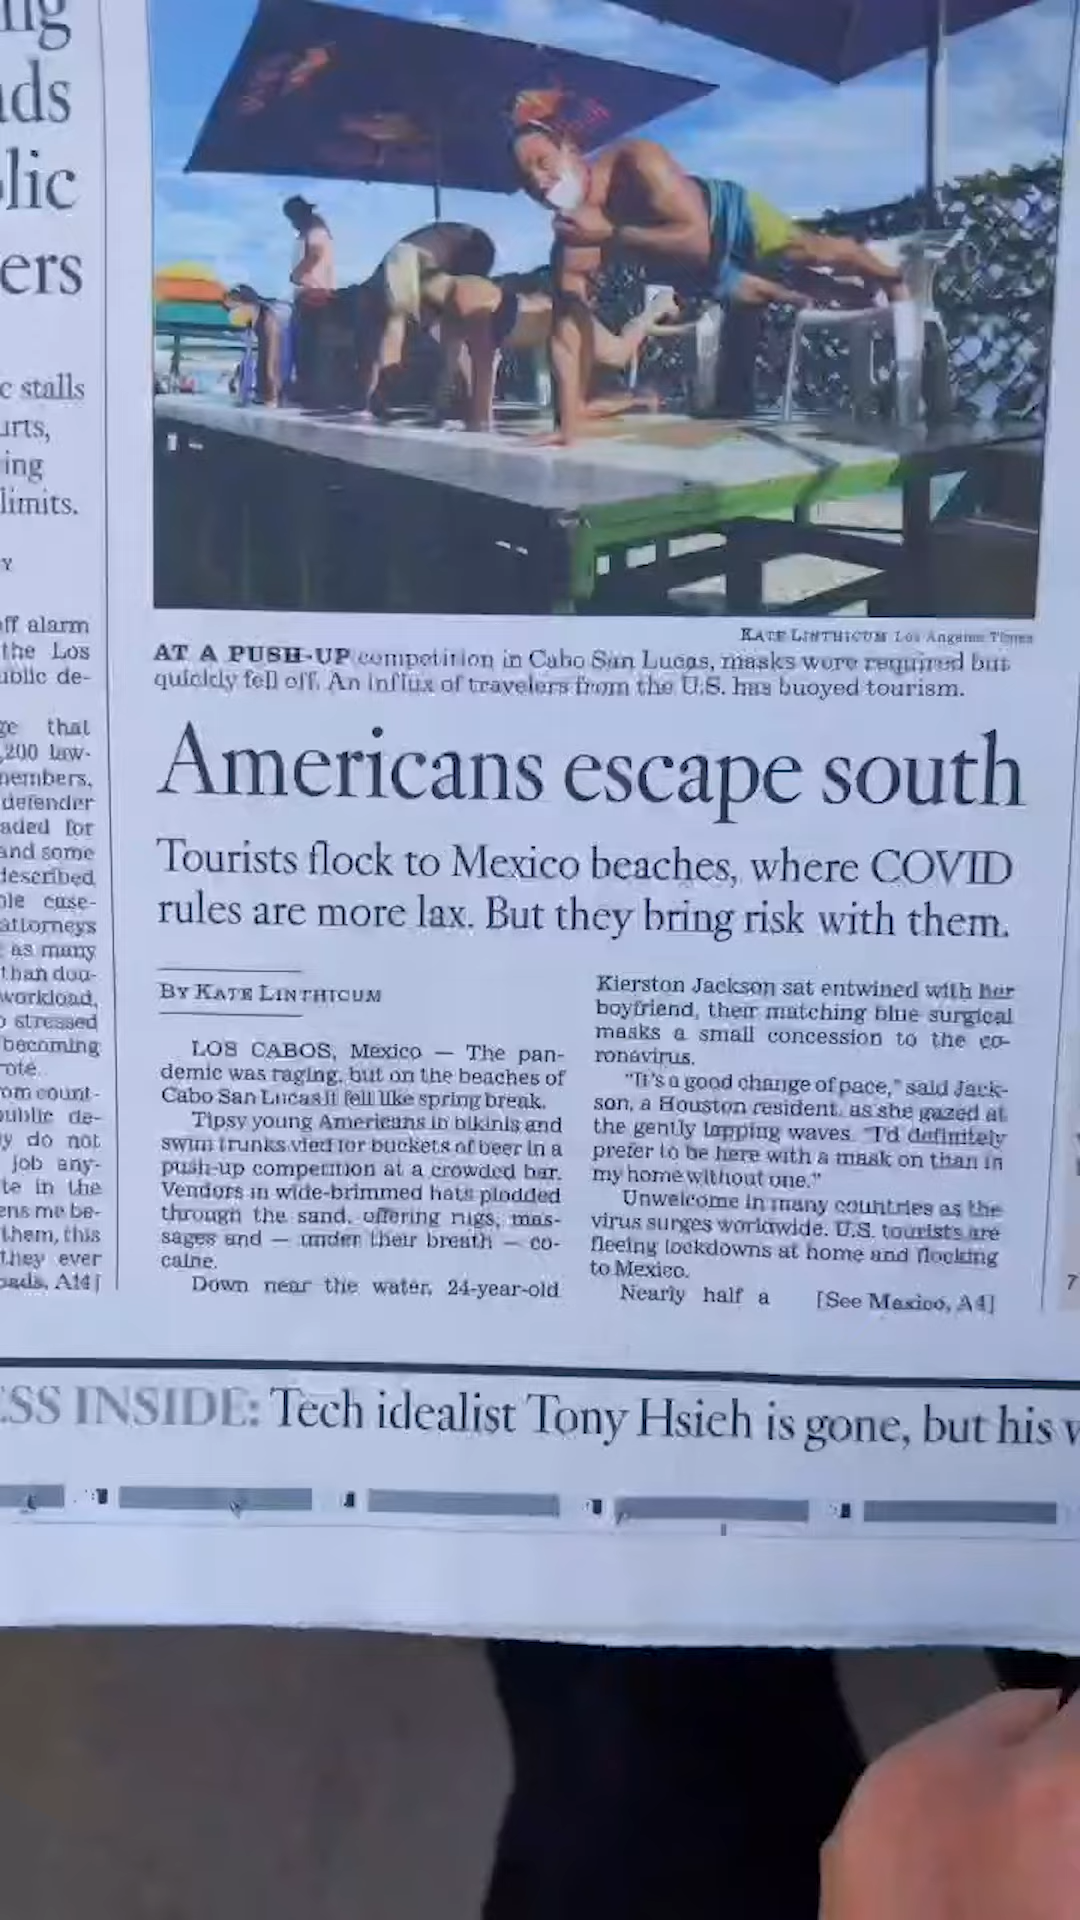 ng
ads
lic
ers
c stalls
urts,
ing
limits.
Y
ff alarm
the Los
ublic de-
ge that
,200 law-
members,
defender
aded for
and some
described
ble case-
attorneys
as many
than dou-
workload,
o stressed
becoming
rote.
om count-
public de-
y do not
job any-
te in the
ens me be-
them, this
they ever
oads, A14]
KATE LINTHICUM Los Angeles Times
AT A PUSH-UP competition in Cabo San Lucas, masks were required but
quickly fell off. An influx of travelers from the U.S. has buoyed tourism.
Americans escape south
Tourists flock to Mexico beaches, where COVID
rules are more lax. But they bring risk with them.
BY KATE LINTHICUM
LOS CABOS, Mexico — The pan-
demic was raging, but on the beaches of
Cabo San Lucas it fell like spring break.
Tipsy young Americans in bikinis and
swim trunks vied for buckets of beer in a
push-up competition at a crowded bar.
Vendors in wide-brimmed hats plodded
through the sand, offering rugs, mas-
sages and — under their breath — co-
caine.
Down near the water, 24-year-old
Kierston Jackson sat entwined with her
boyfriend, their matching blue surgical
masks a small concession to the co-
ronavirus.
"It's a good change of pace," said Jack-
son, a Houston resident, as she gazed at
the gently lapping waves. "I'd definitely
prefer to be here with a mask on than in
my home without one."
Unwelcome in many countries as the
virus surges worldwide, U.S. tourists are
fleeing lockdowns at home and flocking
to Mexico.
Nearly half a [See Mexico, A4]
7
ESS INSIDE: Tech idealist Tony Hsieh is gone, but his v